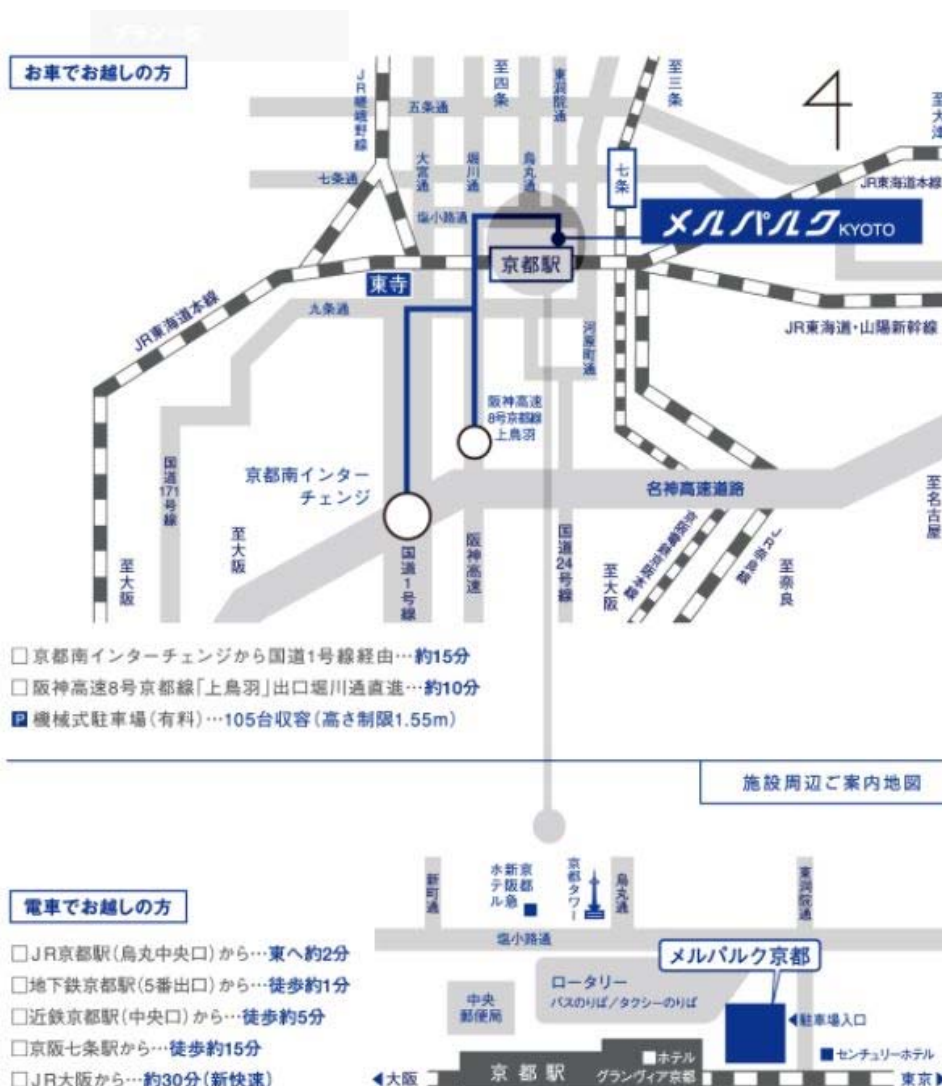 お車でお越しの方
JR嵯峨野線
五条通
至四条
東洞院通
至三条
至大津
大宮通
堀川通
烏丸通
七条通
七条
JR東海道本線
塩小路通
メルパルクKYOTO
京都駅
東寺
JR東海道本線
九条通
河原町通
JR東海道・山陽新幹線
阪神高速
8号京都線
上鳥羽
京都南インター
チェンジ
国道171号線
名神高速道路
至名古屋
至大阪
至大阪
国道1号線
阪神高速
国道24号線
至大阪
京阪電鉄京阪本線
JR奈良線
至奈良
□京都南インターチェンジから国道1号線経由…約15分
□阪神高速8号京都線「上鳥羽」出口堀川通直進…約10分
P 機械式駐車場(有料)…105台収容(高さ制限1.55m)
施設周辺ご案内地図
電車でお越しの方
□JR京都駅(烏丸中央口)から…東へ約2分
□地下鉄京都駅(5番出口)から…徒歩約1分
□近鉄京都駅(中央口)から…徒歩約5分
□京阪七条駅から…徒歩約15分
□JR大阪から…約30分(新快速)
新町通
京都
新阪急
ホテル
京都タワー
烏丸通
東洞院通
塩小路通
メルパルク京都
ロータリー
バスのりば/タクシーのりば
中央
郵便局
◀駐車場入口
■センチュリーホテル
■ホテル
グランヴィア京都
京都駅
◀大阪
東京▶